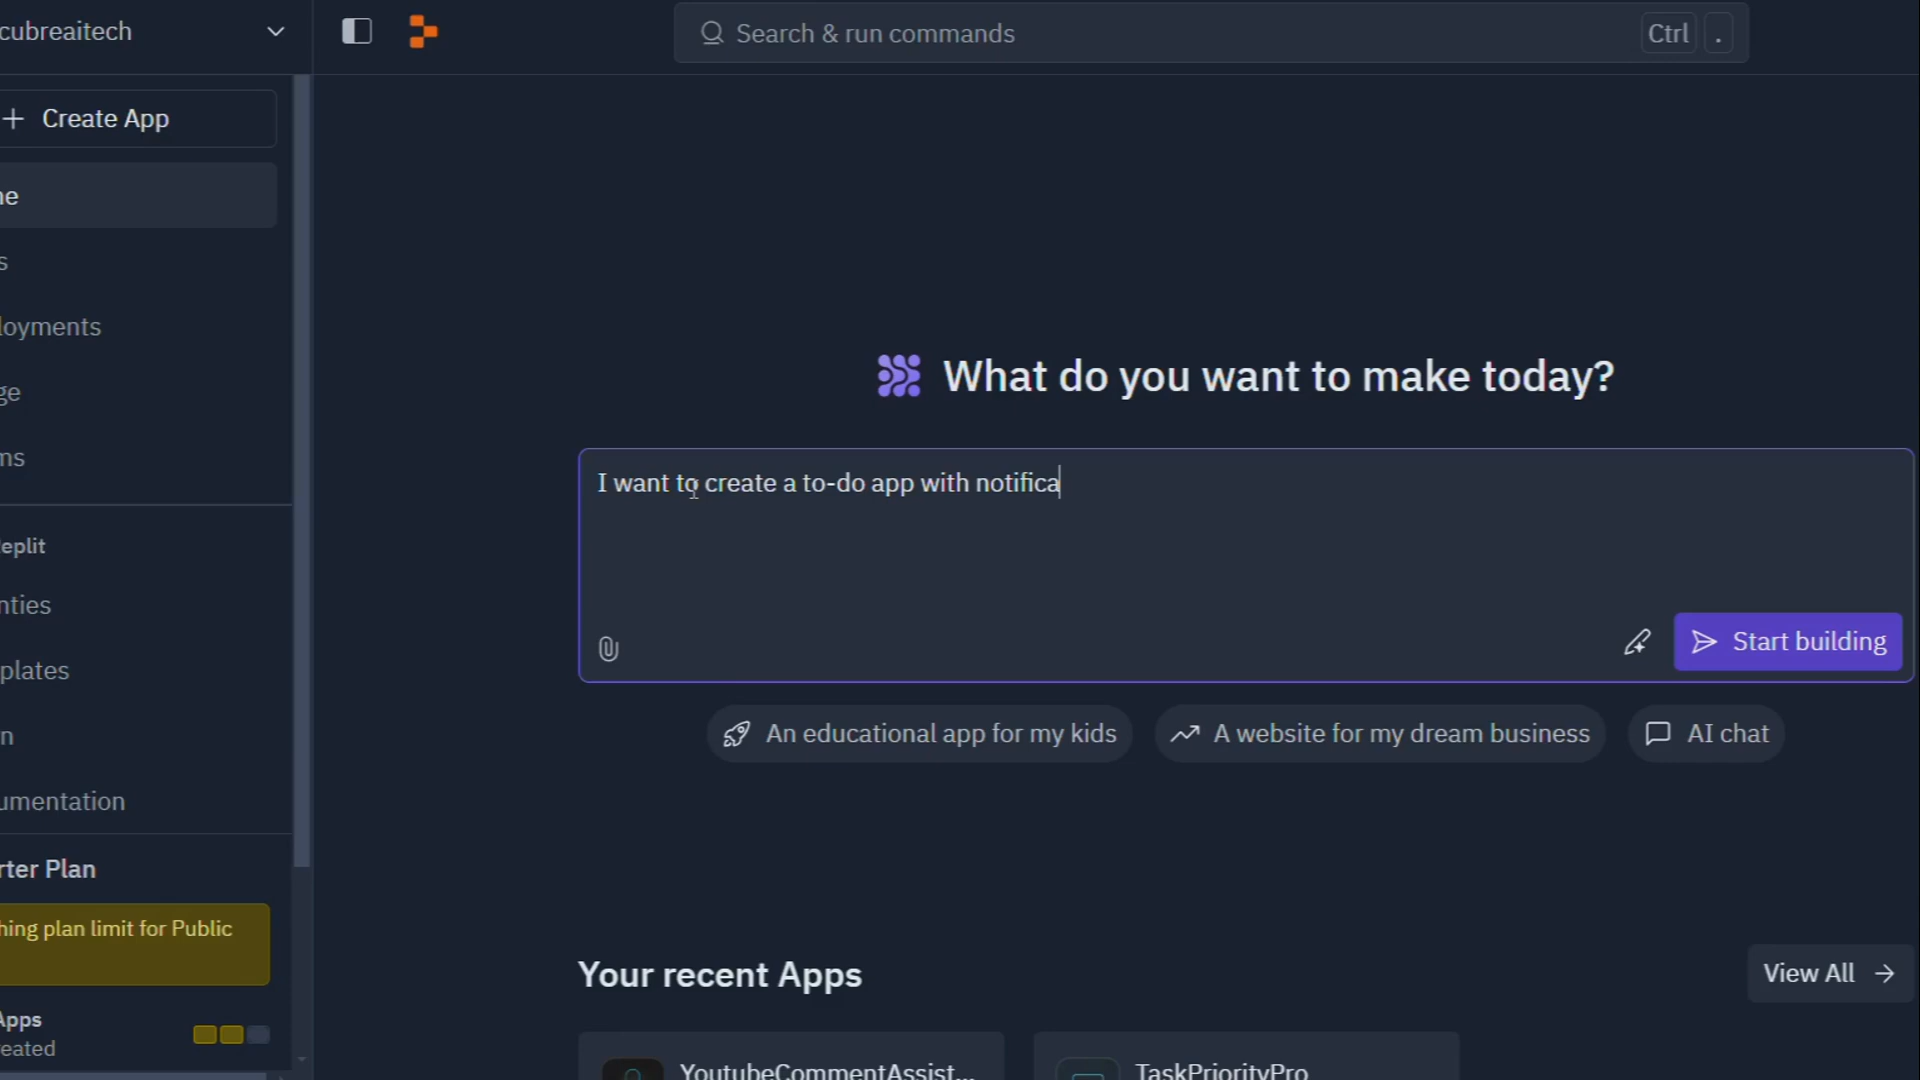 cubreaitech
Search & run commands
Ctrl .
Create App
ne
s
loyments
ge
ms
eplit
nties
plates
n
umentation
rter Plan
hing plan limit for Public
Apps
eated
What do you want to make today?
I want to create a to-do app with notifica
Start building
An educational app for my kids
A website for my dream business
AI chat
Your recent Apps
View All
YoutubeCommentAssist...
TaskPriorityPro